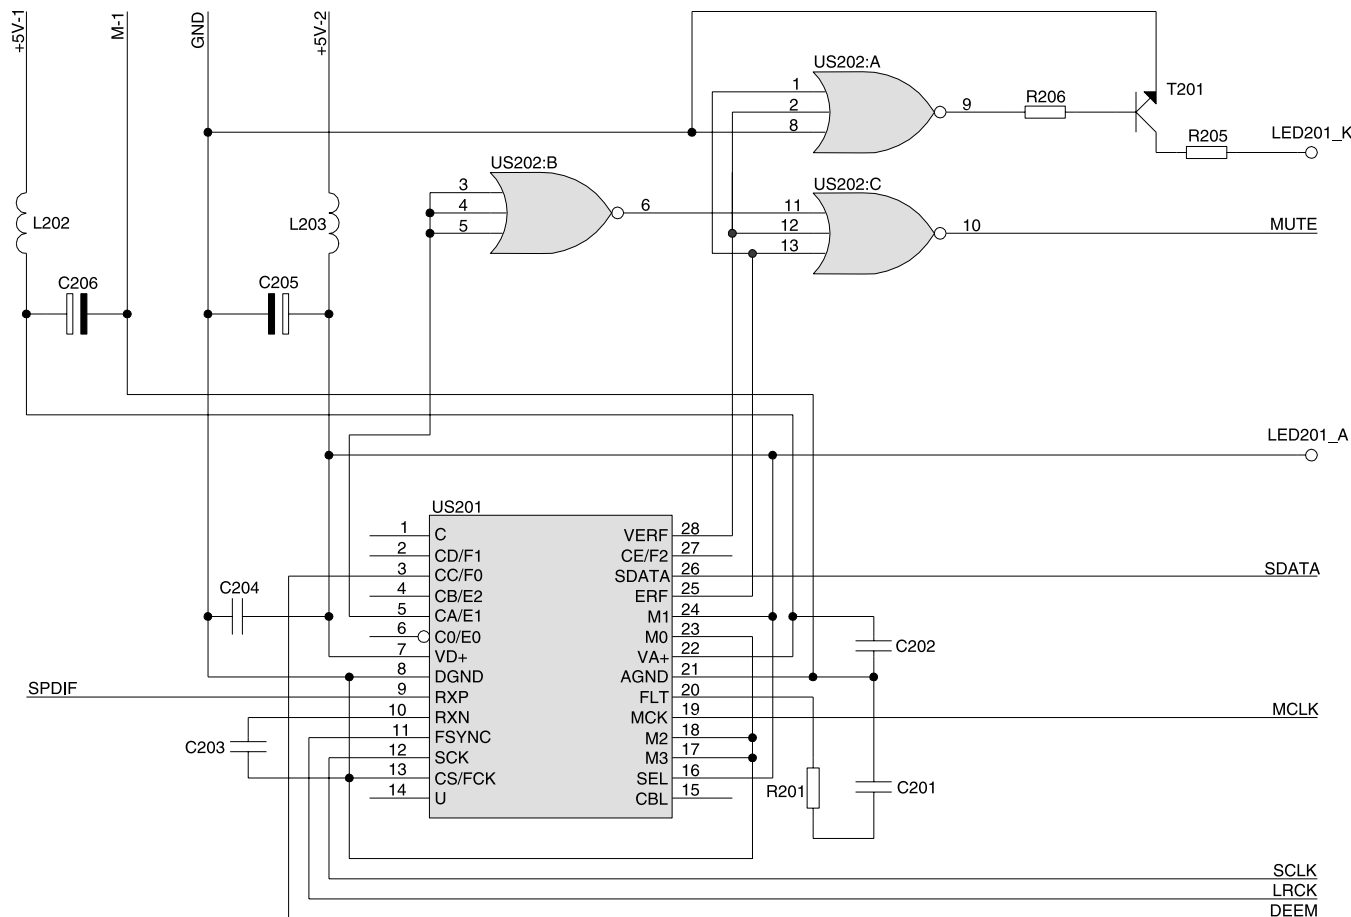 +5V-1
M-1
GND
+5V-2
US202:A
1
2
8
9
R206
T201
R205
LED201_K
US202:B
3
4
5
6
US202:C
11
12
13
10
MUTE
L202
L203
C206
C205
LED201_A
US201
1 C VERF 28
2 CD/F1 CE/F2 27
3 CC/F0 SDATA 26 SDATA
4 CB/E2 ERF 25
5 CA/E1 M1 24
6 C0/E0 M0 23
7 VD+ VA+ 22
8 DGND AGND 21
9 RXP FLT 20
10 RXN MCK 19 MCLK
11 FSYNC M2 18
12 SCK M3 17
13 CS/FCK SEL 16
14 U CBL 15
C204
C202
SPDIF
C203
R201
C201
SCLK
LRCK
DEEM